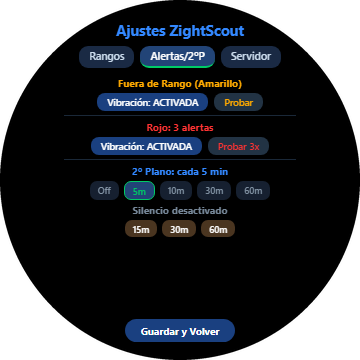 Ajustes ZightScout
Rangos Alertas/2ºP Servidor
Fuera de Rango (Amarillo)
Vibración: ACTIVADA Probar
Rojo: 3 alertas
Vibración: ACTIVADA Probar 3x
2º Plano: cada 5 min
Off 5m 10m 30m 60m
Silencio desactivado
15m 30m 60m
Guardar y Volver